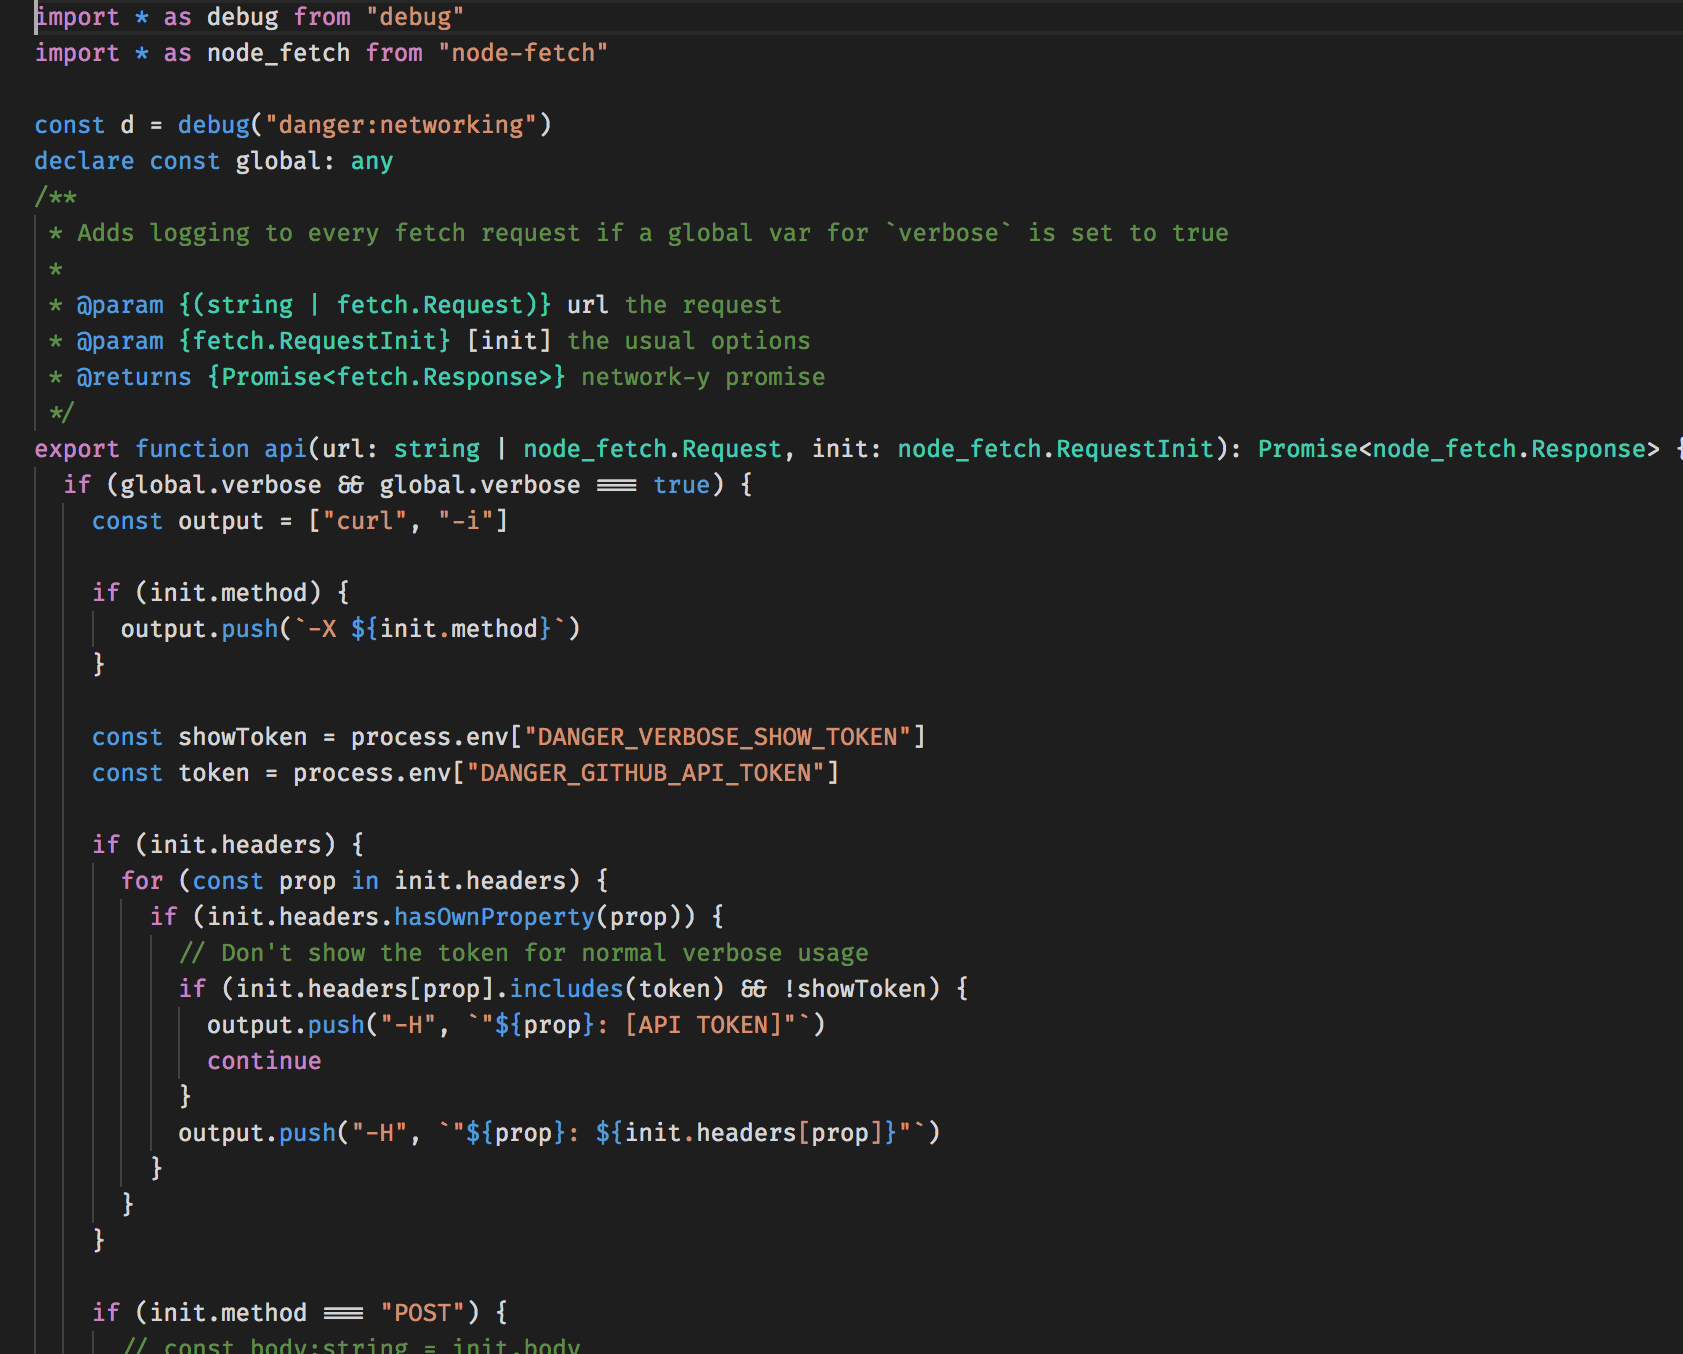 import * as debug from "debug"
import * as node_fetch from "node-fetch"

const d = debug("danger:networking")
declare const global: any
/**
 * Adds logging to every fetch request if a global var for `verbose` is set to true
 *
 * @param {(string | fetch.Request)} url the request
 * @param {fetch.RequestInit} [init] the usual options
 * @returns {Promise<fetch.Response>} network-y promise
 */
export function api(url: string | node_fetch.Request, init: node_fetch.RequestInit): Promise<node_fetch.Response> {
  if (global.verbose && global.verbose === true) {
    const output = ["curl", "-i"]

    if (init.method) {
      output.push(`-X ${init.method}`)
    }

    const showToken = process.env["DANGER_VERBOSE_SHOW_TOKEN"]
    const token = process.env["DANGER_GITHUB_API_TOKEN"]

    if (init.headers) {
      for (const prop in init.headers) {
        if (init.headers.hasOwnProperty(prop)) {
          // Don't show the token for normal verbose usage
          if (init.headers[prop].includes(token) && !showToken) {
            output.push("-H", `"${prop}: [API TOKEN]"`)
            continue
          }
          output.push("-H", `"${prop}: ${init.headers[prop]}"`)
        }
      }
    }

    if (init.method === "POST") {
      // const body:string = init.body